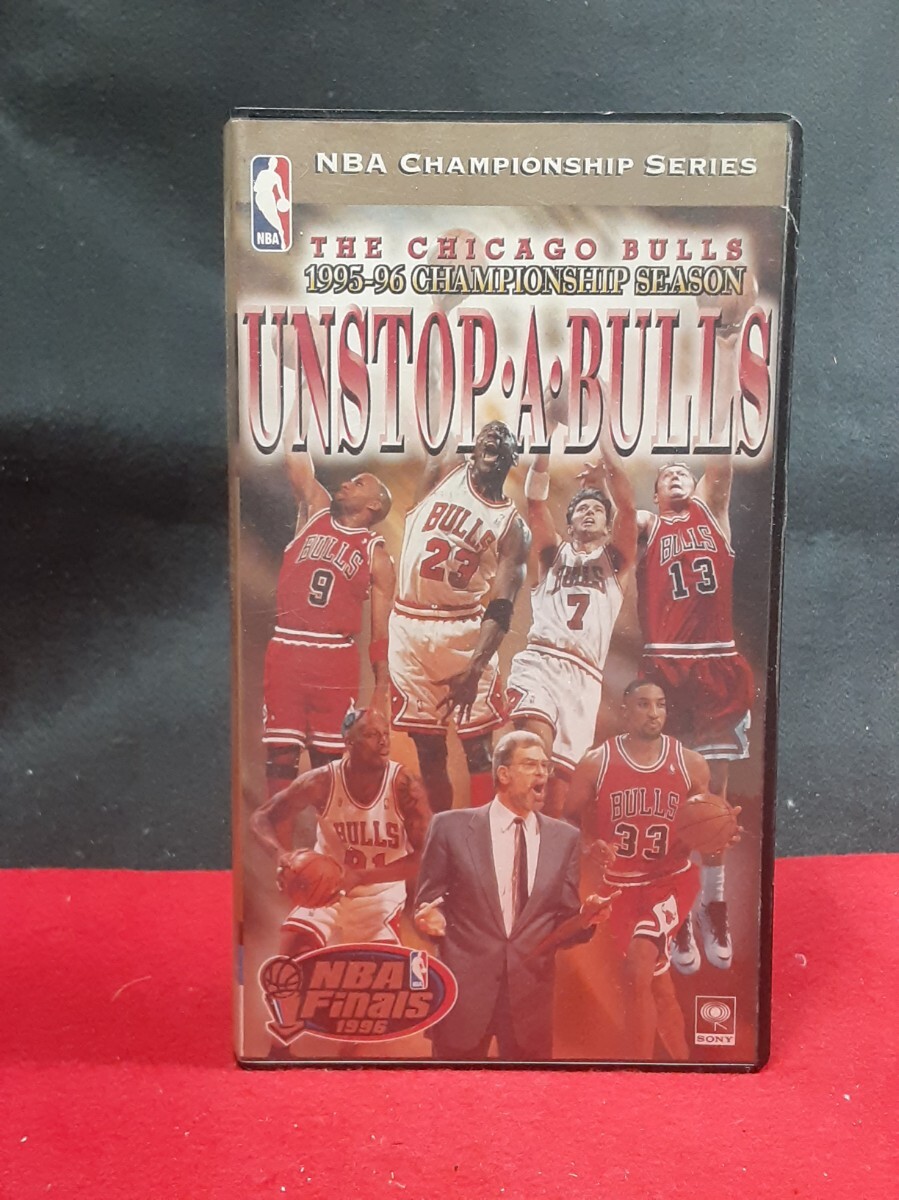 NBA CHAMPIONSHIP SERIES
NBA
THE CHICAGO BULLS
1995-96 CHAMPIONSHIP SEASON
UNSTOP·A·BULLS
BULLS
9
BULLS
23
BULLS
7
BULLS
13
BULLS
91
BULLS
33
NBA
Finals
1996
SONY